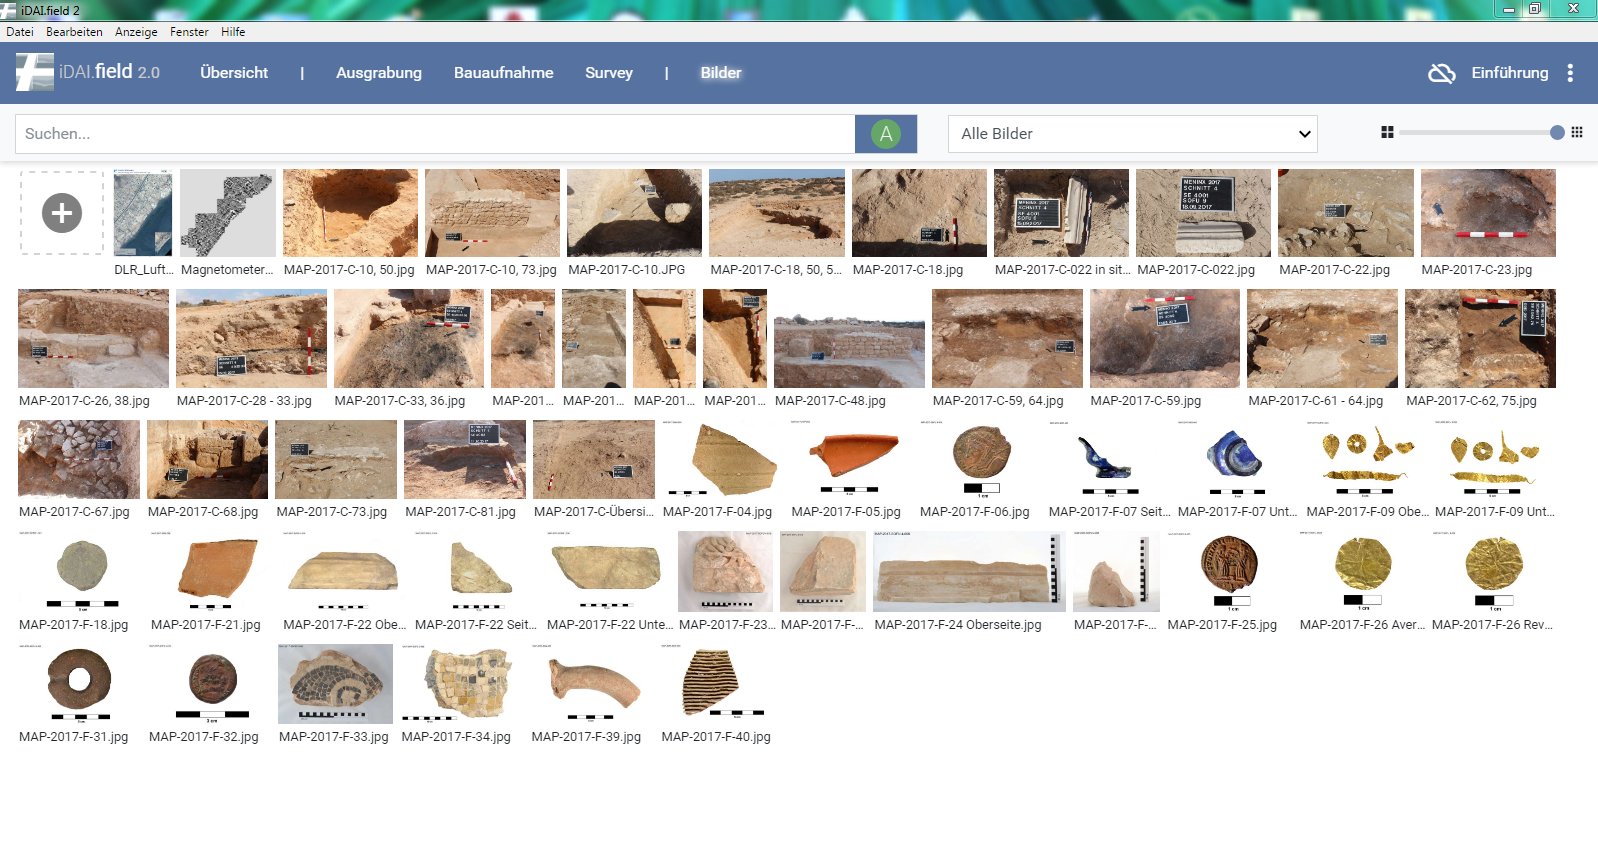 iDAI.field 2
Datei Bearbeiten Anzeige Fenster Hilfe
iDAI.field 2.0 Übersicht | Ausgrabung Bauaufnahme Survey | Bilder Einführung
Suchen... A Alle Bilder
DLR_Luft... Magnetometer... MAP-2017-C-10, 50.jpg MAP-2017-C-10, 73.jpg MAP-2017-C-10.JPG MAP-2017-C-18, 50, 5... MAP-2017-C-18.jpg MAP-2017-C-022 in sit... MAP-2017-C-022.jpg MAP-2017-C-22.jpg MAP-2017-C-23.jpg
MENINX 2017
SCHNITT 4
SE 4001
SOFU 9
18.09.2017
MAP-2017-C-26, 38.jpg MAP-2017-C-28 - 33.jpg MAP-2017-C-33, 36.jpg MAP-201... MAP-201... MAP-201... MAP-201... MAP-2017-C-48.jpg MAP-2017-C-59, 64.jpg MAP-2017-C-59.jpg MAP-2017-C-61 - 64.jpg MAP-2017-C-62, 75.jpg
MAP-2017-C-67.jpg MAP-2017-C-68.jpg MAP-2017-C-73.jpg MAP-2017-C-81.jpg MAP-2017-C-Übersi... MAP-2017-F-04.jpg MAP-2017-F-05.jpg MAP-2017-F-06.jpg MAP-2017-F-07 Seit... MAP-2017-F-07 Unt... MAP-2017-F-09 Obe... MAP-2017-F-09 Unt...
MAP-2017-F-18.jpg MAP-2017-F-21.jpg MAP-2017-F-22 Obe... MAP-2017-F-22 Seit... MAP-2017-F-22 Unte... MAP-2017-F-23... MAP-2017-F-... MAP-2017-F-24 Oberseite.jpg MAP-2017-F-... MAP-2017-F-25.jpg MAP-2017-F-26 Aver... MAP-2017-F-26 Rev...
MAP-2017-F-31.jpg MAP-2017-F-32.jpg MAP-2017-F-33.jpg MAP-2017-F-34.jpg MAP-2017-F-39.jpg MAP-2017-F-40.jpg